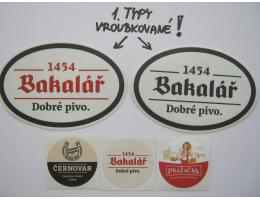 1. TYPY
VROUBKOVANÉ!
1454
Bakalář
Dobré pivo.
1454
Bakalář
Dobré pivo.
ČERNOVAR
1454
Bakalář
Dobré pivo.
PRAŽAČKA